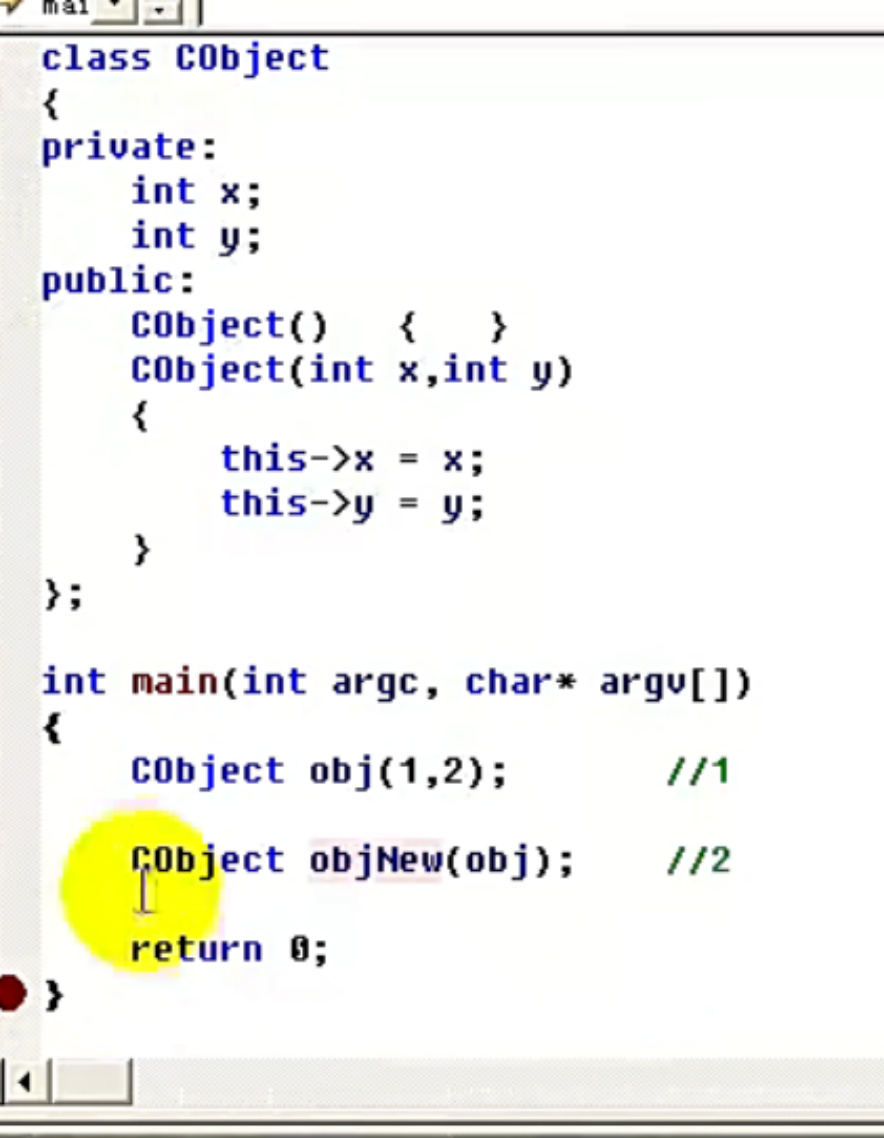 mai
class CObject
{
private:
    int x;
    int y;
public:
    CObject()   {    }
    CObject(int x,int y)
    {
        this->x = x;
        this->y = y;
    }
};

int main(int argc, char* argv[])
{
    CObject obj(1,2);       //1

    CObject objNew(obj);    //2

    return 0;
}